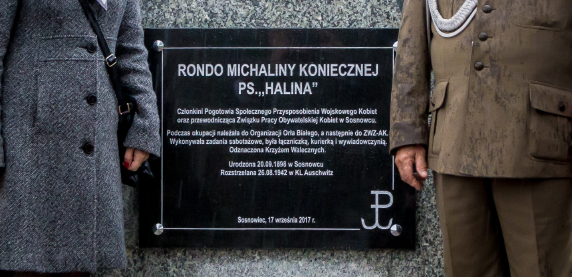 RONDO MICHALINY KONIECZNEJ
PS.„HALINA”
Członkini Pogotowia Społecznego Przysposobienia Wojskowego Kobiet
oraz przewodnicząca Związku Pracy Obywatelskiej Kobiet w Sosnowcu.
Podczas okupacji należała do Organizacji Orła Białego, a następnie do ZWZ-AK.
Wykonywała zadania sabotażowe, była łączniczką, kurierką i wywiadowczynią.
Odznaczona Krzyżem Walecznych.
Urodzona 20.09.1898 w Sosnowcu
Rozstrzelana 26.08.1942 w KL Auschwitz
Sosnowiec, 17 września 2017 r.